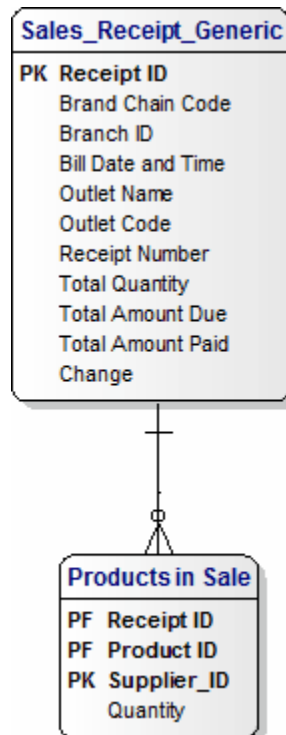 Sales_Receipt_Generic
PK Receipt ID
Brand Chain Code
Branch ID
Bill Date and Time
Outlet Name
Outlet Code
Receipt Number
Total Quantity
Total Amount Due
Total Amount Paid
Change
Products in Sale
PF Receipt ID
PF Product ID
PK Supplier_ID
Quantity